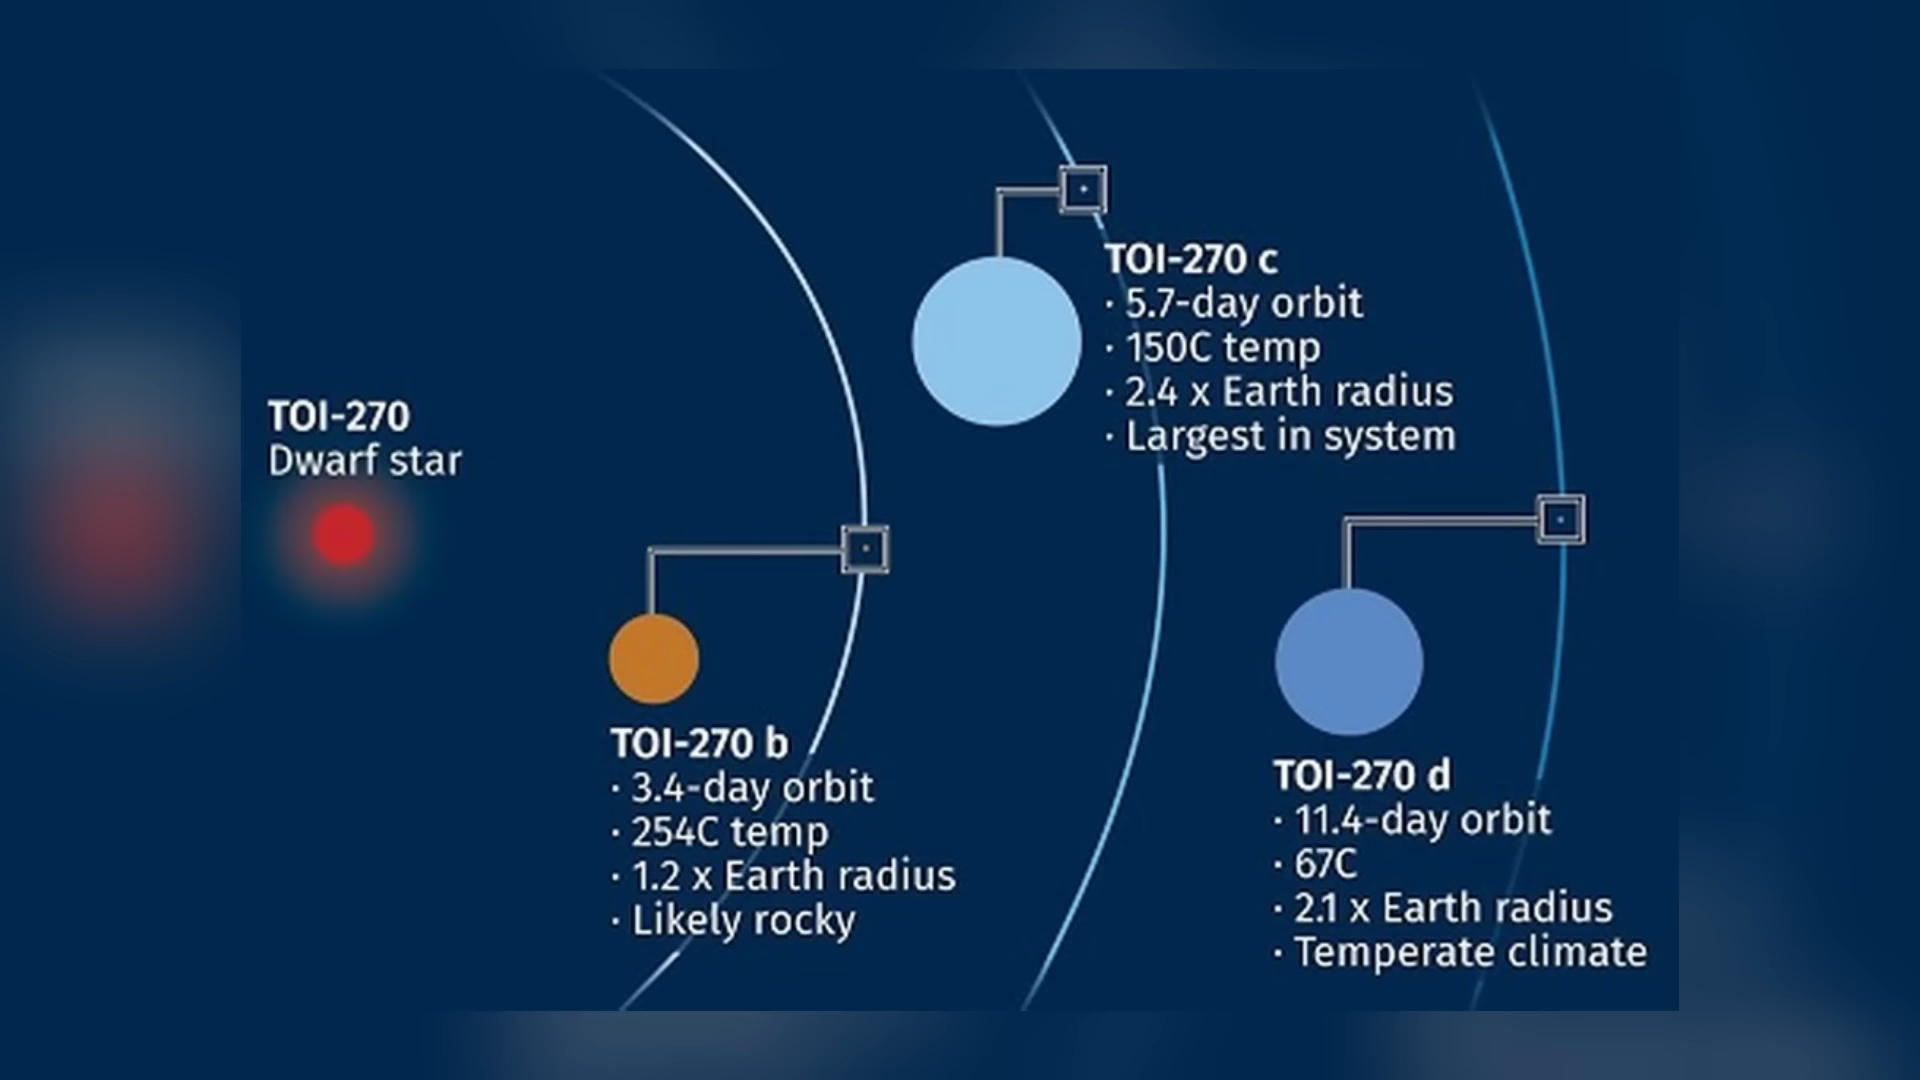 TOI-270
Dwarf star
TOI-270 b
· 3.4-day orbit
· 254C temp
· 1.2 x Earth radius
· Likely rocky
TOI-270 c
· 5.7-day orbit
· 150C temp
· 2.4 x Earth radius
· Largest in system
TOI-270 d
· 11.4-day orbit
· 67C
· 2.1 x Earth radius
· Temperate climate